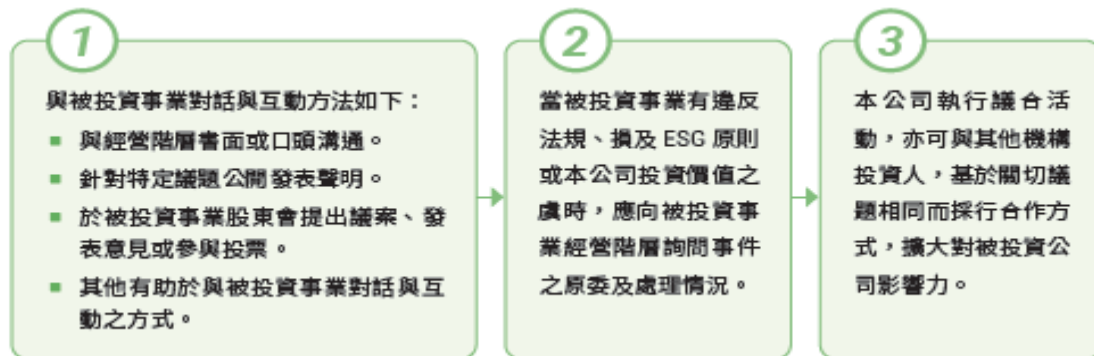 1
與被投資事業對話與互動方法如下：
與經營階層書面或口頭溝通。
針對特定議題公開發表聲明。
於被投資事業股東會提出議案、發
表意見或參與投票。
其他有助於與被投資事業對話與互
動之方式。
2
當被投資事業有違反
法規、損及 ESG 原則
或本公司投資價值之
虞時，應向被投資事
業經營階層詢問事件
之原委及處理情況。
3
本公司執行議合活
動，亦可與其他機構
投資人，基於關切議
題相同而採行合作方
式，擴大對被投資公
司影響力。